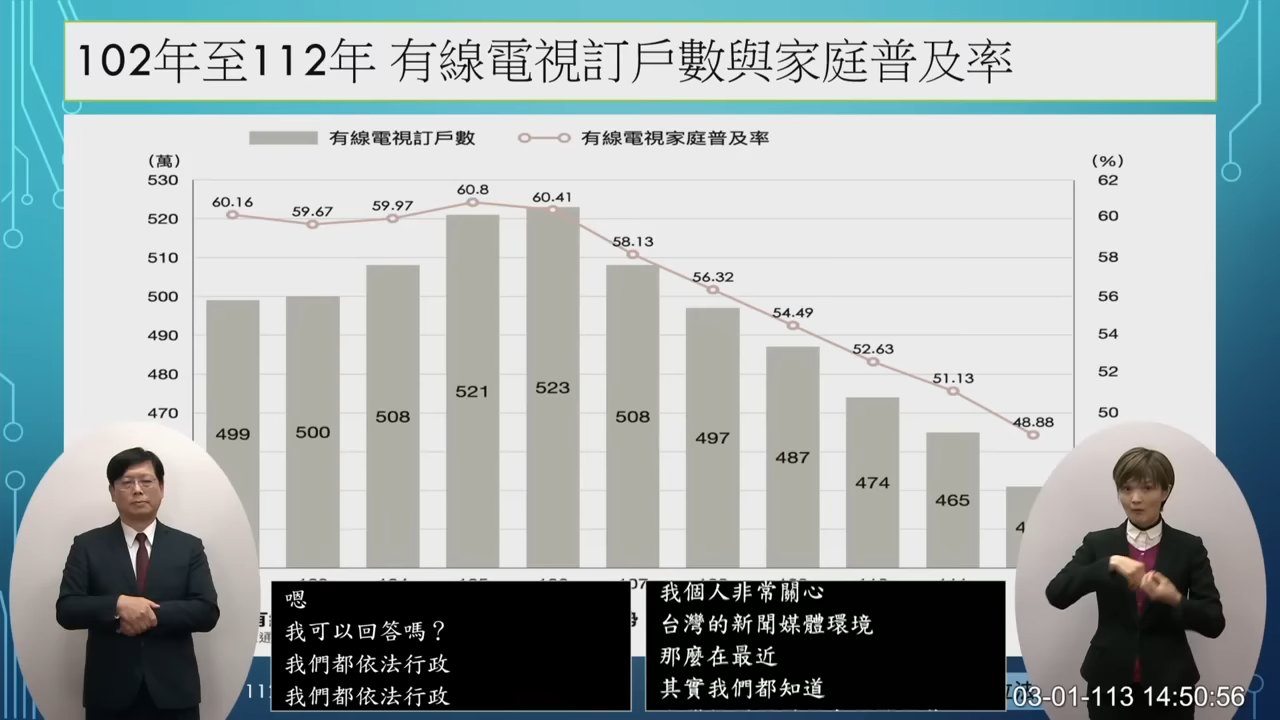 102年至112年 有線電視訂戶數與家庭普及率
有線電視訂戶數 有線電視家庭普及率
(萬) (%)
530 62
520 60
510 58
500 56
490 54
480 52
470 50
60.16 59.67 59.97 60.8 60.41 58.13 56.32 54.49 52.63 51.13 48.88
499 500 508 521 523 508 497 487 474 465
嗯
我可以回答嗎？
我們都依法行政
我們都依法行政
我個人非常關心
台灣的新聞媒體環境
那麼在最近
其實我們都知道
03-01-113 14:50:56